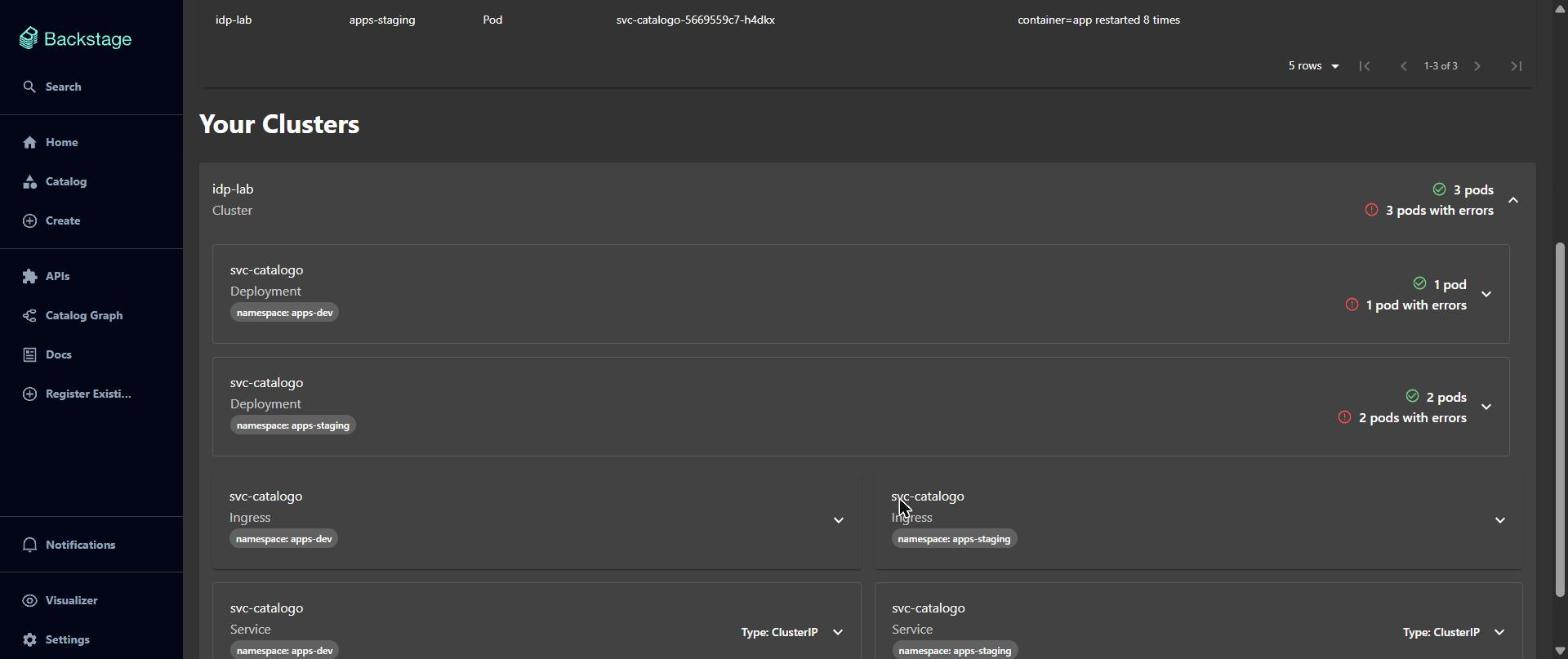 Backstage
Search
Home
Catalog
Create
APIs
Catalog Graph
Docs
Register Existi...
Notifications
Visualizer
Settings
idp-lab apps-staging Pod svc-catalogo-5669559c7-h4dkx container=app restarted 8 times
5 rows 1-3 of 3
Your Clusters
idp-lab
Cluster
3 pods
3 pods with errors
svc-catalogo
Deployment
namespace: apps-dev
1 pod
1 pod with errors
svc-catalogo
Deployment
namespace: apps-staging
2 pods
2 pods with errors
svc-catalogo
Ingress
namespace: apps-dev
svc-catalogo
Ingress
namespace: apps-staging
svc-catalogo
Service
namespace: apps-dev
Type: ClusterIP
svc-catalogo
Service
namespace: apps-staging
Type: ClusterIP